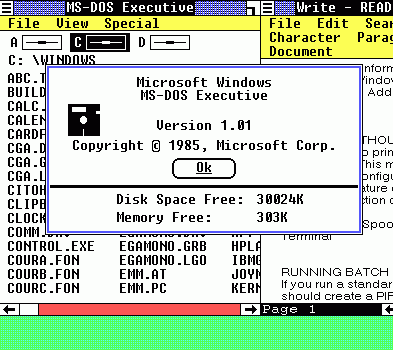 MS-DOS Executive
File View Special
A C D
C: \WINDOWS
ABC.T
BUILD
CALC.
CALEN
CARDF
CGA.D
CGA.G
CGA.L
CITOH
CLIPB
CLOCK
CONTROL.EXE EGAMONO.GRB HPLA
COURA.FON EGAMONO.LGO IBMG
COURB.FON EMM.AT JOYM
COURC.FON EMM.PC KERN
Microsoft Windows
MS-DOS Executive
Version 1.01
Copyright © 1985, Microsoft Corp.
Ok
Disk Space Free: 30024K
Memory Free: 303K
Write - READ
File Edit Sear
Character Parag
Document
Terminal
RUNNING BATCH
If you run a standar
should create a PIF
Page 1